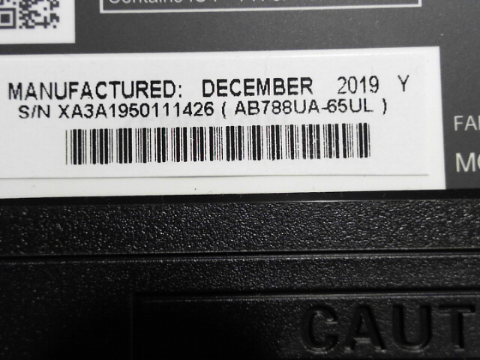 MANUFACTURED: DECEMBER 2019 Y
S/N XA3A1950111426 ( AB788UA-65UL )
CAUT